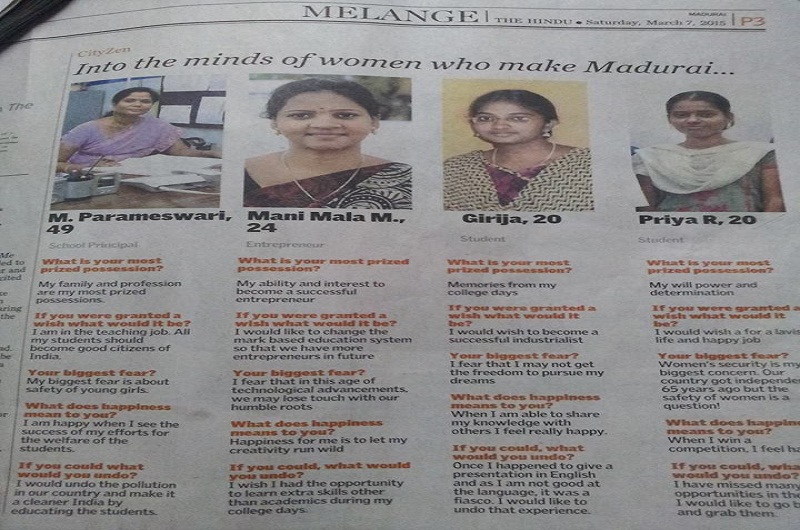 MELANGE | THE HINDU • Saturday, March 7, 2015 | MADURAI P3
CityZen
Into the minds of women who make Madurai...
The
M. Parameswari,
49
School Principal
What is your most
prized possession?
My family and profession
are my most prized
possessions.
If you were granted a
wish what would it be?
I am in the teaching job. All
my students should
become good citizens of
India.
Your biggest fear?
My biggest fear is about
safety of young girls.
What does happiness
mean to you?
I am happy when I see the
success of my efforts for
the welfare of the
students.
If you could what
would you undo?
I would undo the pollution
in our country and make it
a cleaner India by
educating the students.
Mani Mala M.,
24
Entrepreneur
What is your most prized
possession?
My ability and interest to
become a successful
entrepreneur
If you were granted a
wish what would it be?
I would like to change the
mark based education system
so that we have more
entrepreneurs in future
Your biggest fear?
I fear that in this age of
technological advancements,
we may lose touch with our
humble roots
What does happiness
means to you?
Happiness for me is to let my
creativity run wild
If you could, what would
you undo?
I wish I had the opportunity
to learn extra skills other
than academics during my
college days.
Girija, 20
Student
What is your most
prized possession?
Memories from my
college days
If you were granted a
wish what would it
be?
I would wish to become a
successful industrialist
Your biggest fear?
I fear that I may not get
the freedom to pursue my
dreams
What does happiness
means to you?
When I am able to share
my knowledge with
others I feel really happy.
If you could, what
would you undo?
Once I happened to give a
presentation in English
and as I am not good at
the language, it was a
fiasco. I would like to
undo that experience.
Priya R, 20
Student
What is your most
prized possession?
My will power and
determination
If you were granted a
wish what would it
be?
I would wish a for a lavis
life and happy job
Your biggest fear?
Women's security is my
biggest concern. Our
country got independe
65 years ago but the
safety of women is a
question!
What does happin
means to you?
When I win a
competition, I feel ha
If you could, what
would you undo?
I have missed many
opportunities in the
I would like to go b
and grab them.